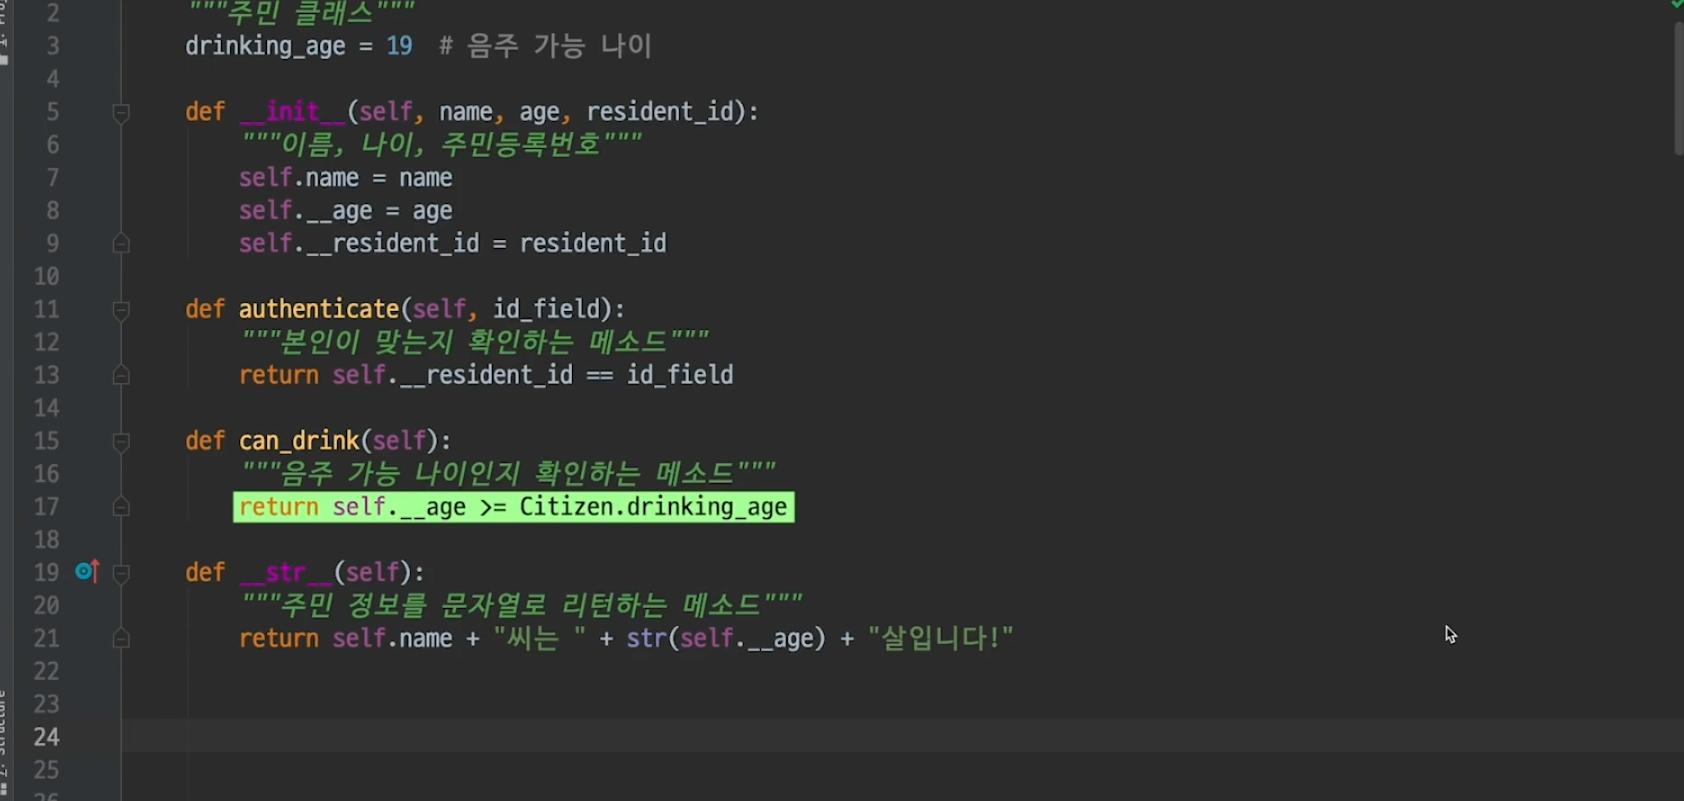 2 """주민 클래스"""
3 drinking_age = 19 # 음주 가능 나이
4
5 def __init__(self, name, age, resident_id):
6 """이름, 나이, 주민등록번호"""
7 self.name = name
8 self.__age = age
9 self.__resident_id = resident_id
10
11 def authenticate(self, id_field):
12 """본인이 맞는지 확인하는 메소드"""
13 return self.__resident_id == id_field
14
15 def can_drink(self):
16 """음주 가능 나이인지 확인하는 메소드"""
17 return self.__age >= Citizen.drinking_age
18
19 def __str__(self):
20 """주민 정보를 문자열로 리턴하는 메소드"""
21 return self.name + "씨는 " + str(self.__age) + "살입니다!"
22
23
24
25
26
Z: Structure